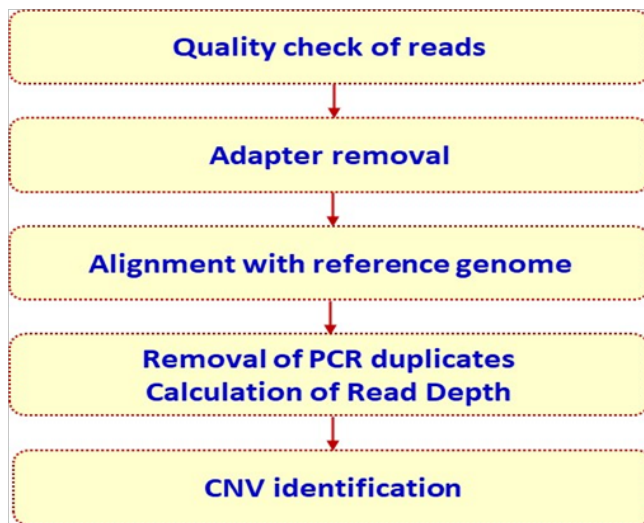 Quality check of reads
Adapter removal
Alignment with reference genome
Removal of PCR duplicates
Calculation of Read Depth
CNV identification